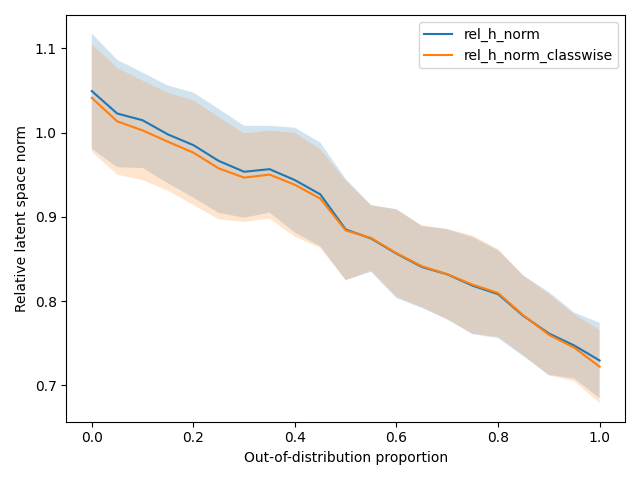 rel_h_norm
rel_h_norm_classwise
1.1
1.0
0.9
0.8
0.7
Relative latent space norm
0.0 0.2 0.4 0.6 0.8 1.0
Out-of-distribution proportion